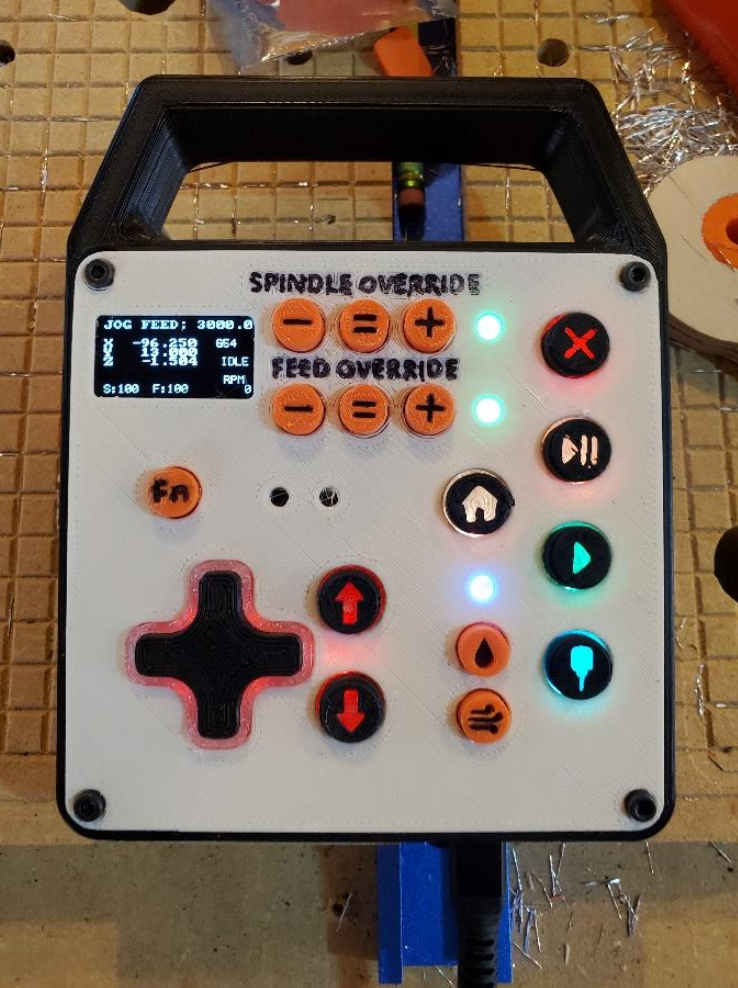 SPINDLE OVERRIDE
JOG FEED: 3000.0
X -96.250 G54
Y 13.000
Z -1.504 IDLE
RPM
S:100 F:100 0
− = +
FEED OVERRIDE
− = +
Fn